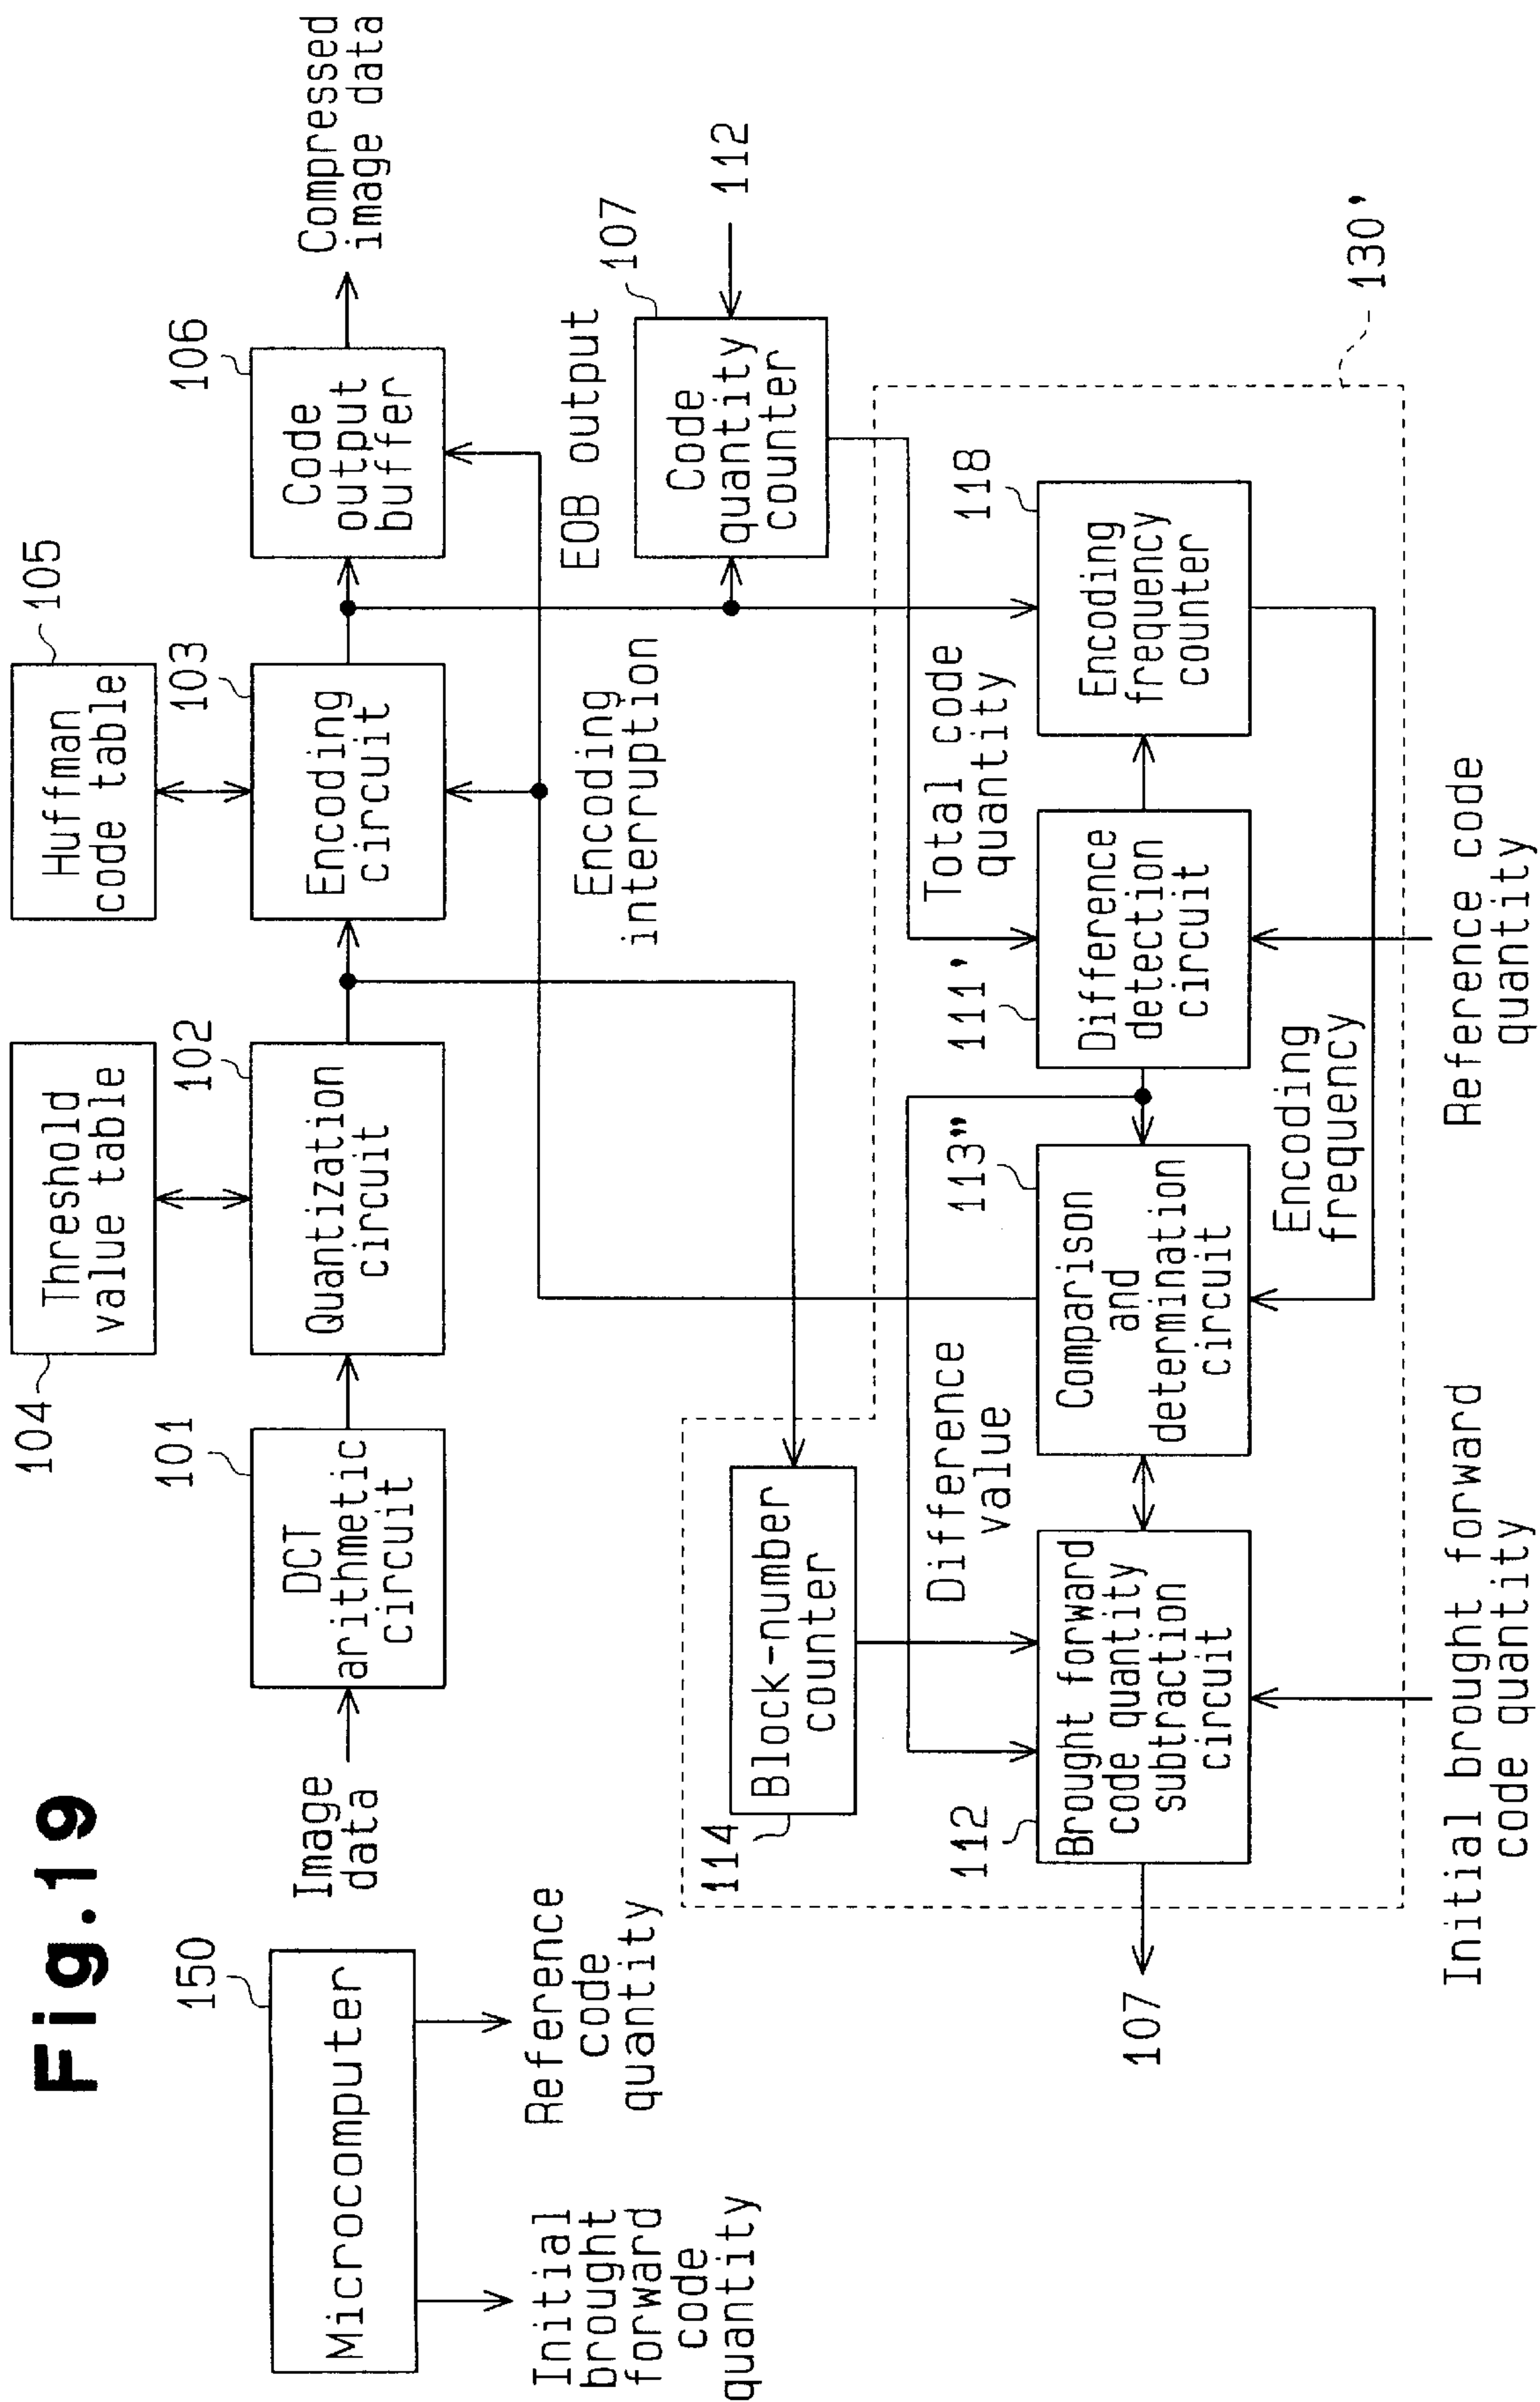 Fig.19
150
Microcomputer
Initial
brought
forward
code
quantity
Reference
code
quantity
Image
data
101
DCT
arithmetic
circuit
104
Threshold
value table
102
Quantization
circuit
105
Huffman
code table
103
Encoding
circuit
106
Code
output
buffer
Compressed
image data
Encoding
interruption
EOB output
107
Code
quantity
counter
112
114
Block-number
counter
Difference
value
Total code
quantity
130'
107
112
Brought forward
code quantity
subtraction
circuit
113"
Comparison
and
determination
circuit
111'
Difference
detection
circuit
118
Encoding
frequency
counter
Encoding
frequency
Initial brought forward
code quantity
Reference code
quantity